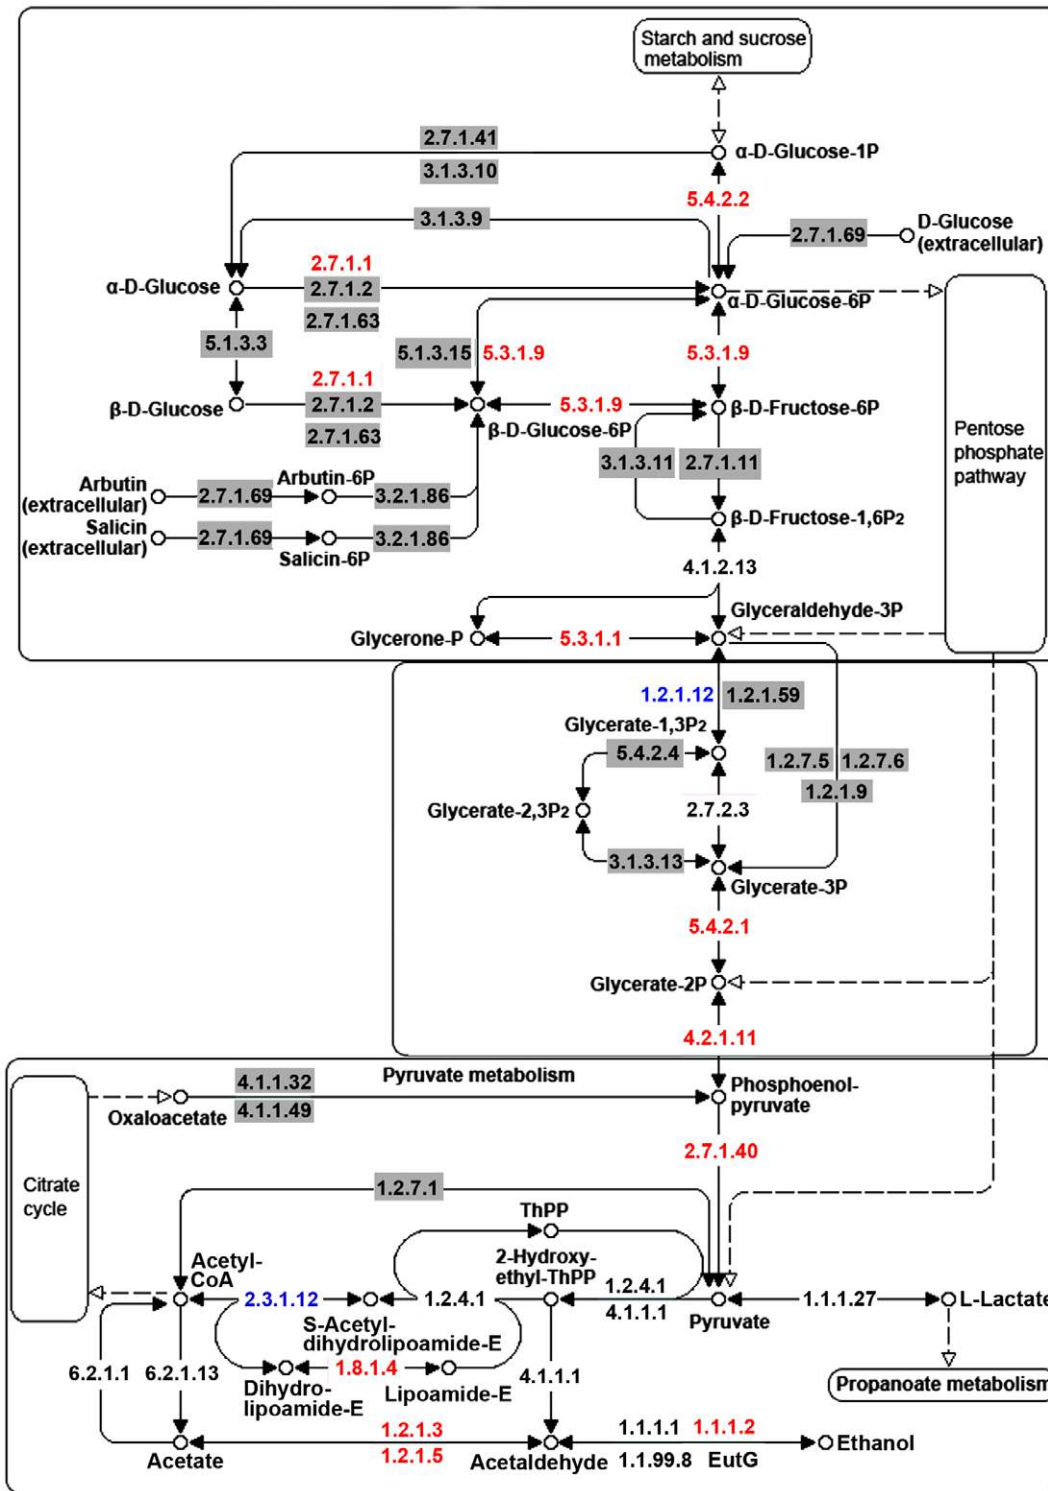 Starch and sucrose
metabolism
2.7.1.41
α-D-Glucose-1P
3.1.3.10
5.4.2.2
3.1.3.9
D-Glucose
(extracellular)
2.7.1.69
2.7.1.1
α-D-Glucose
2.7.1.2
α-D-Glucose-6P
2.7.1.63
5.1.3.3
5.1.3.15
5.3.1.9
5.3.1.9
2.7.1.1
β-D-Glucose
2.7.1.2
5.3.1.9
β-D-Fructose-6P
β-D-Glucose-6P
2.7.1.63
Pentose
phosphate
pathway
3.1.3.11
2.7.1.11
Arbutin-6P
Arbutin
(extracellular)
2.7.1.69
3.2.1.86
β-D-Fructose-1,6P2
Salicin
(extracellular)
2.7.1.69
3.2.1.86
Salicin-6P
4.1.2.13
Glyceraldehyde-3P
Glycerone-P
5.3.1.1
1.2.1.12
1.2.1.59
Glycerate-1,3P2
5.4.2.4
1.2.7.5
1.2.7.6
1.2.1.9
Glycerate-2,3P2
2.7.2.3
3.1.3.13
Glycerate-3P
5.4.2.1
Glycerate-2P
4.2.1.11
Pyruvate metabolism
4.1.1.32
Oxaloacetate
4.1.1.49
Phosphoenol-
pyruvate
2.7.1.40
Citrate
cycle
1.2.7.1
ThPP
Acetyl-
CoA
2-Hydroxy-
ethyl-ThPP
1.2.4.1
2.3.1.12
1.2.4.1
4.1.1.1
Pyruvate
1.1.1.27
L-Lactate
S-Acetyl-
dihydrolipoamide-E
6.2.1.1
6.2.1.13
1.8.1.4
4.1.1.1
Dihydro-
lipoamide-E
Lipoamide-E
Propanoate metabolism
1.2.1.3
1.1.1.1
1.1.1.2
Acetate
1.2.1.5
Acetaldehyde
1.1.99.8
EutG
Ethanol